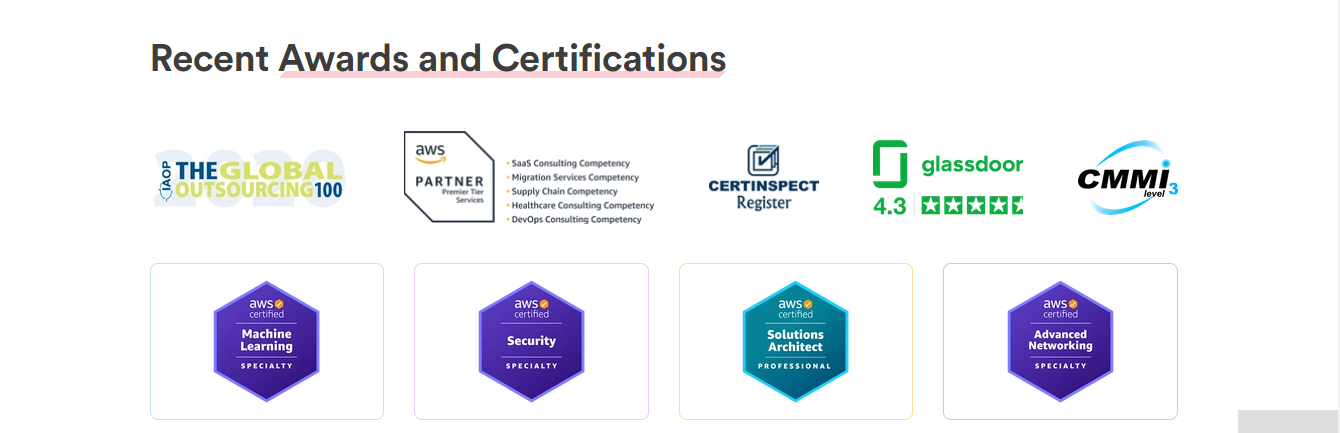 Recent Awards and Certifications
2020
IAOP
THE GLOBAL
OUTSOURCING 100
aws
PARTNER
Premier Tier
Services
• SaaS Consulting Competency
• Migration Services Competency
• Supply Chain Competency
• Healthcare Consulting Competency
• DevOps Consulting Competency
CERTINSPECT
Register
glassdoor
4.3
CMMi
level 3
aws
certified
Machine
Learning
SPECIALTY
aws
certified
Security
SPECIALTY
aws
certified
Solutions
Architect
PROFESSIONAL
aws
certified
Advanced
Networking
SPECIALTY